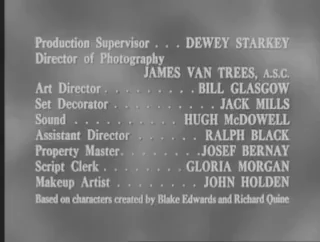 Production Supervisor . . . DEWEY STARKEY
Director of Photography
JAMES VAN TREES, A.S.C.
Art Director . . . . . . . . . BILL GLASGOW
Set Decorator . . . . . . . . . JACK MILLS
Sound . . . . . . . . . . HUGH McDOWELL
Assistant Director . . . . . . RALPH BLACK
Property Master . . . . . . . JOSEF BERNAY
Script Clerk . . . . . . . . GLORIA MORGAN
Makeup Artist . . . . . . . . JOHN HOLDEN
Based on characters created by Blake Edwards and Richard Quine